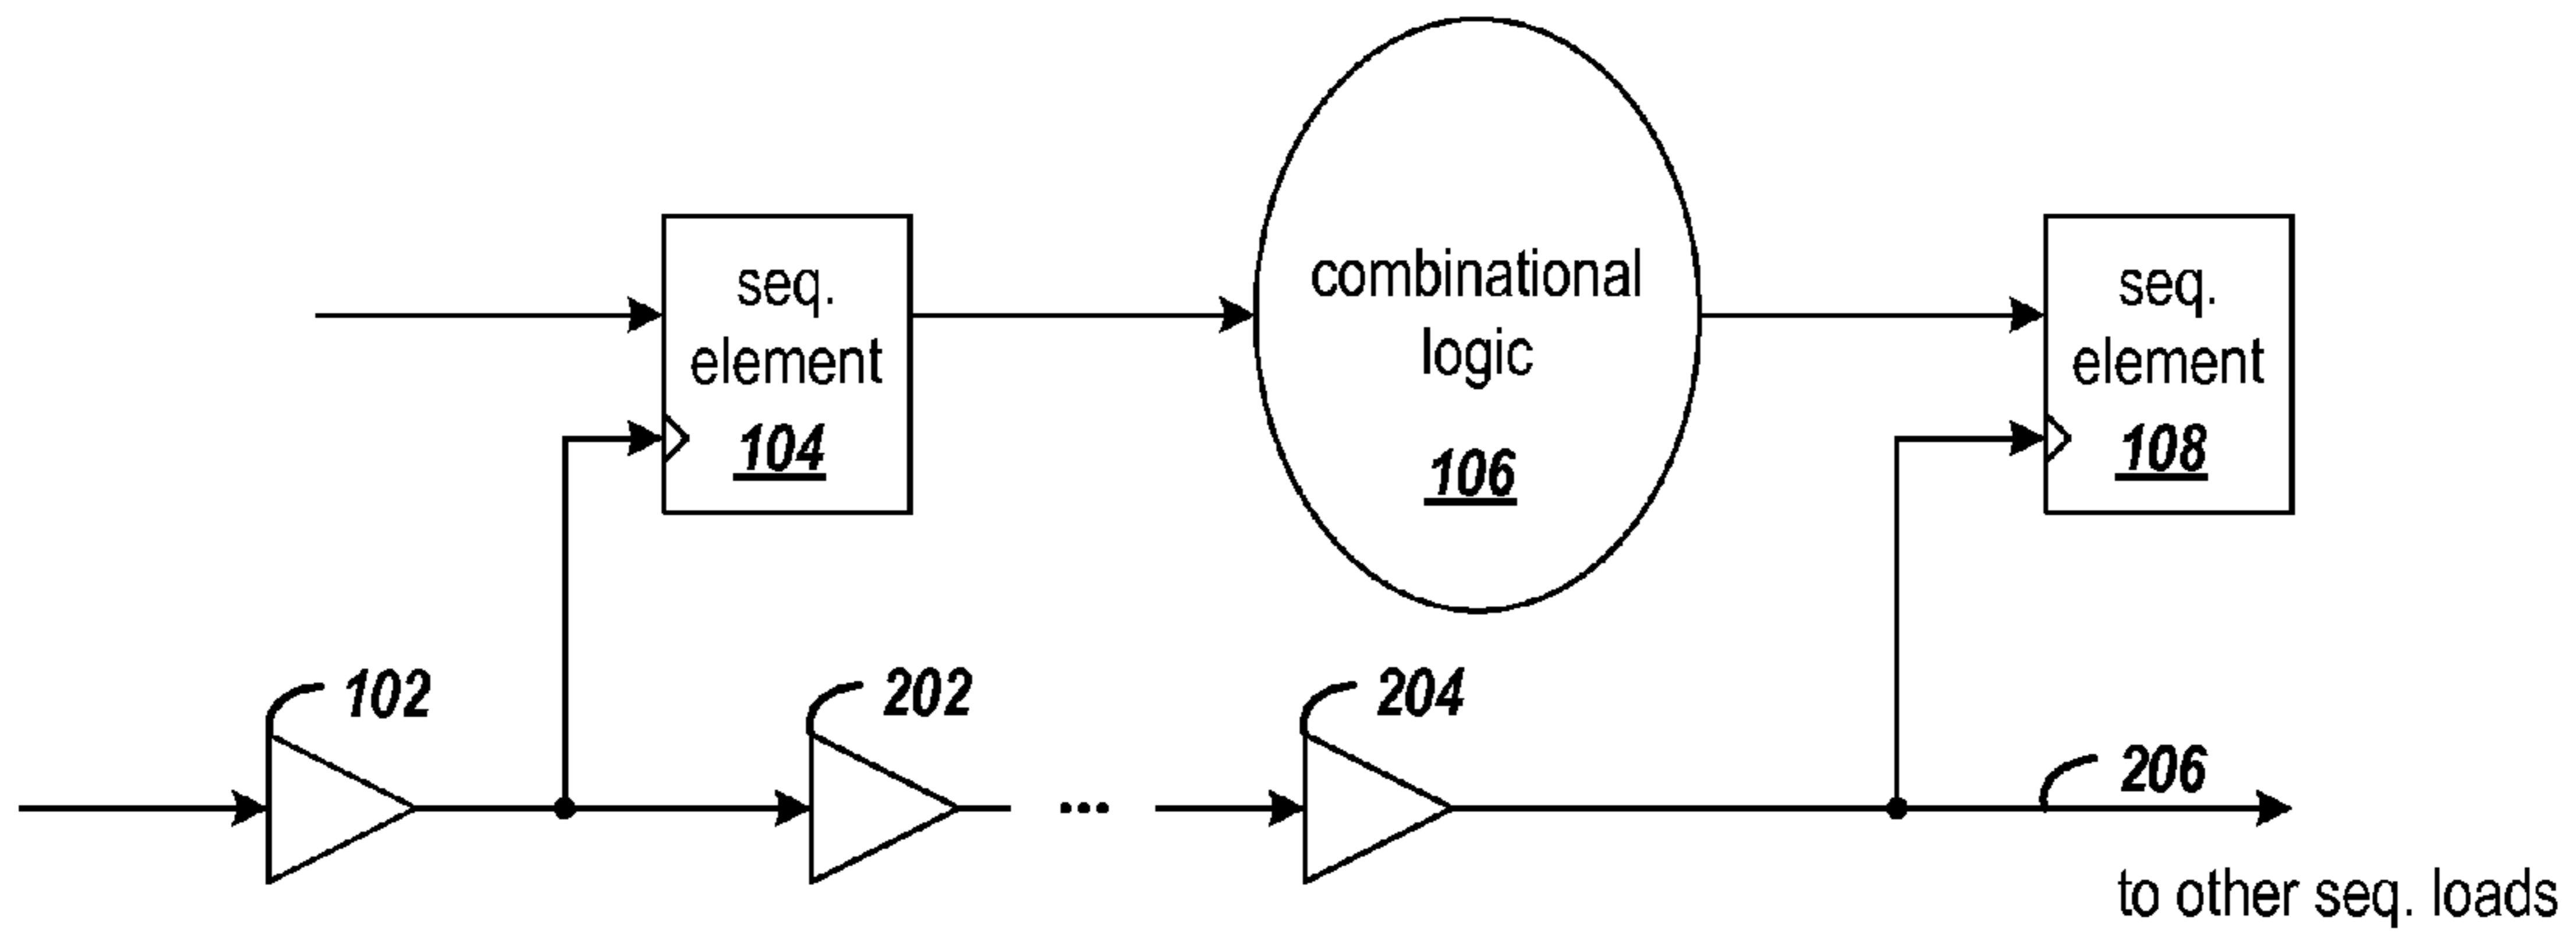 combinational
logic
106
seq.
element
104
seq.
element
108
102
202
...
204
206
to other seq. loads